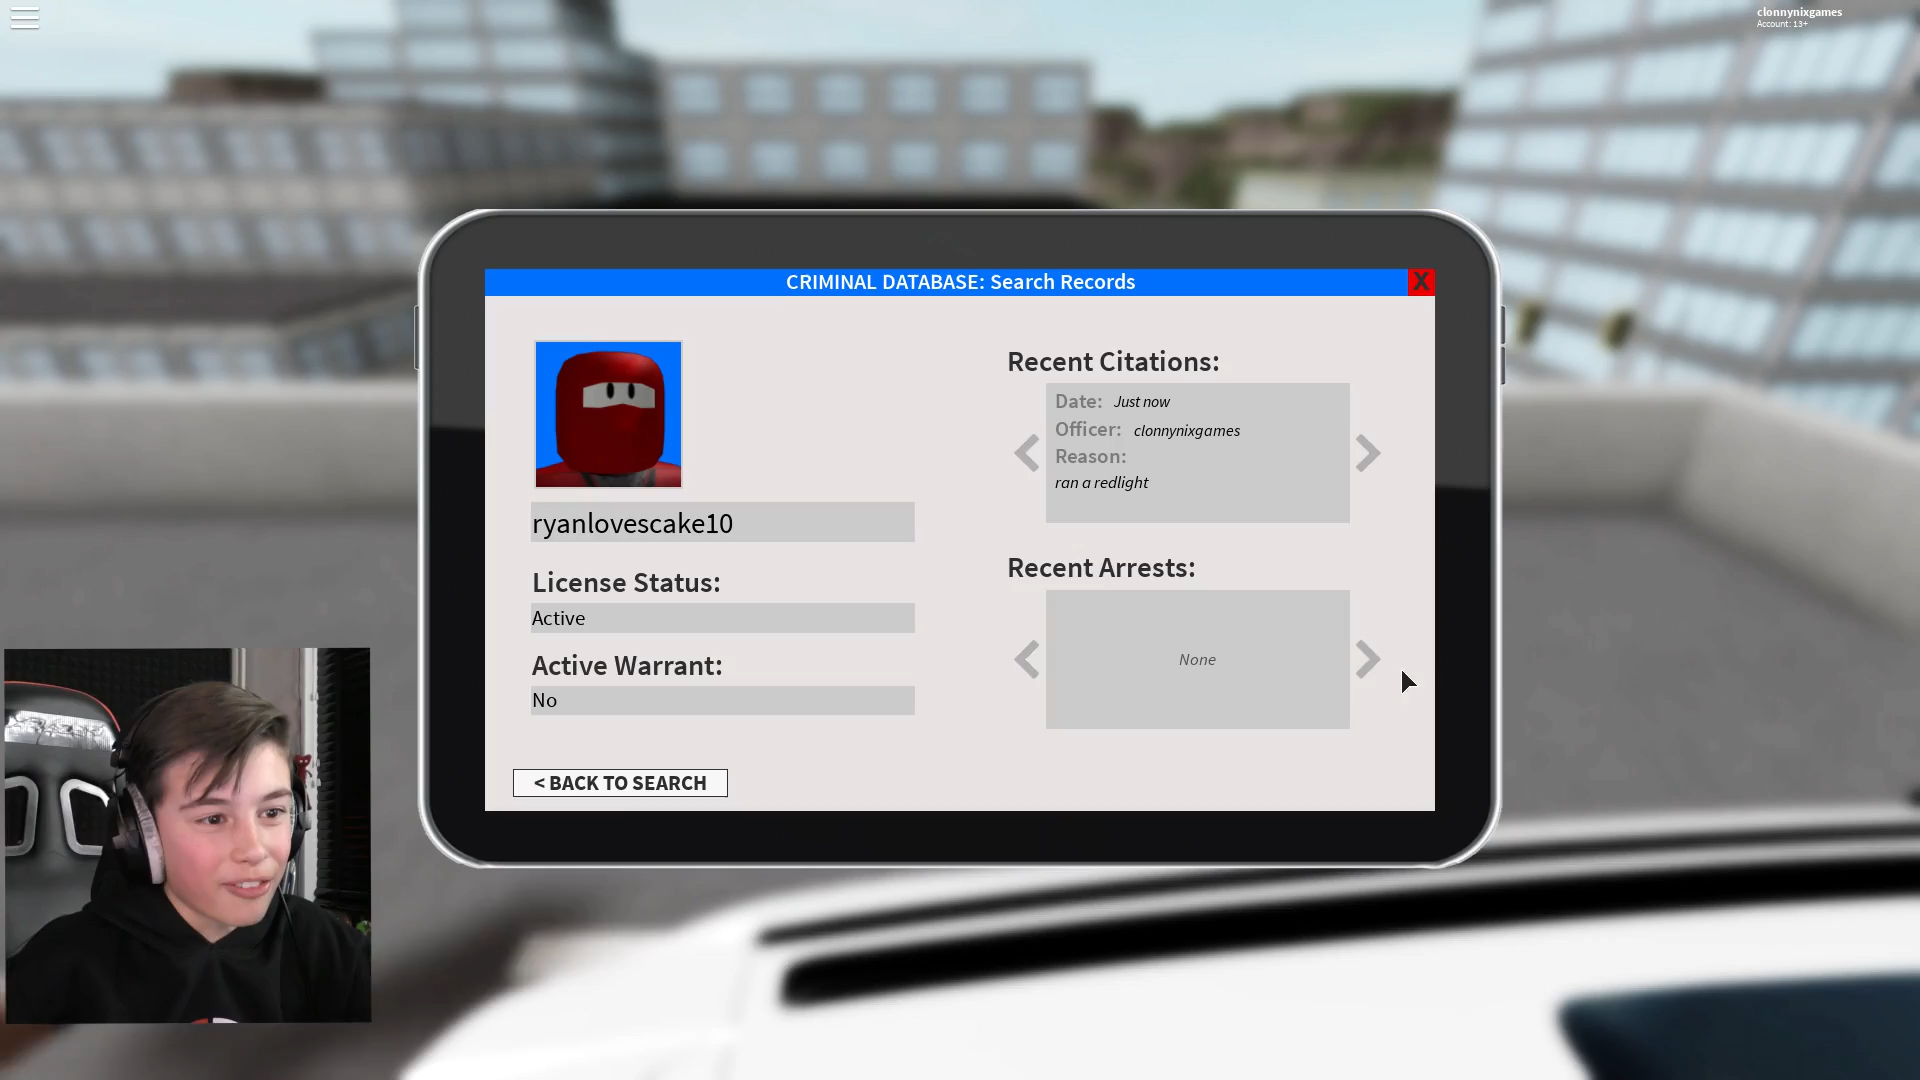 clonnynixgames
Account: 13+
CRIMINAL DATABASE: Search Records
X
ryanlovescake10
License Status:
Active
Active Warrant:
No
< BACK TO SEARCH
Recent Citations:
Date: Just now
Officer: clonnynixgames
Reason:
ran a redlight
Recent Arrests:
None